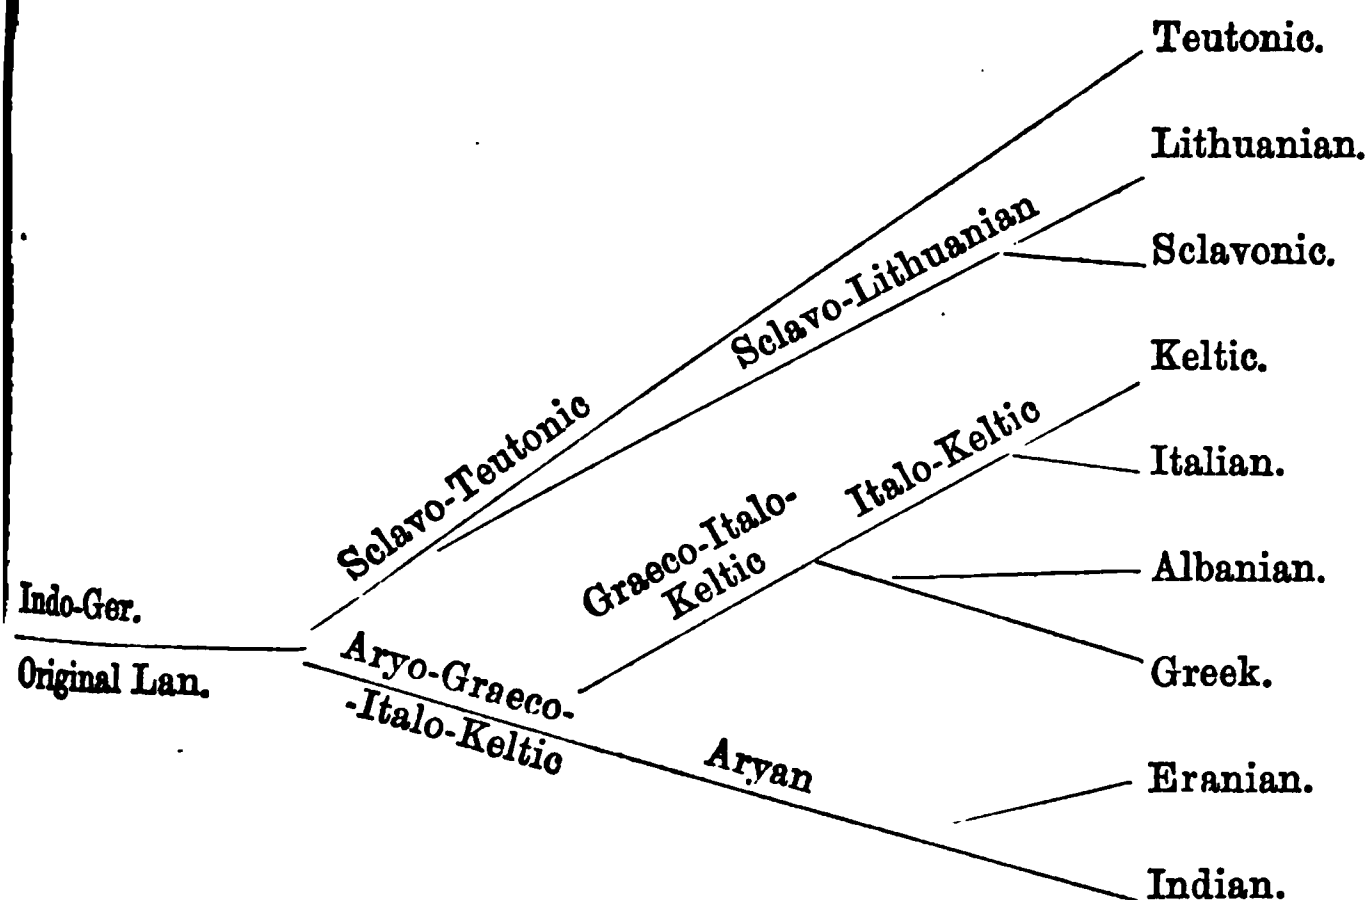 Teutonic.
Lithuanian.
Sclavo-Lithuanian
Sclavonic.
Keltic.
Sclavo-Teutonic
Italo-Keltic
Graeco-Italo-
Keltic
Italian.
Albanian.
Indo-Ger.
Original Lan.
Aryo-Graeco-
-Italo-Keltic
Greek.
Aryan
Eranian.
Indian.